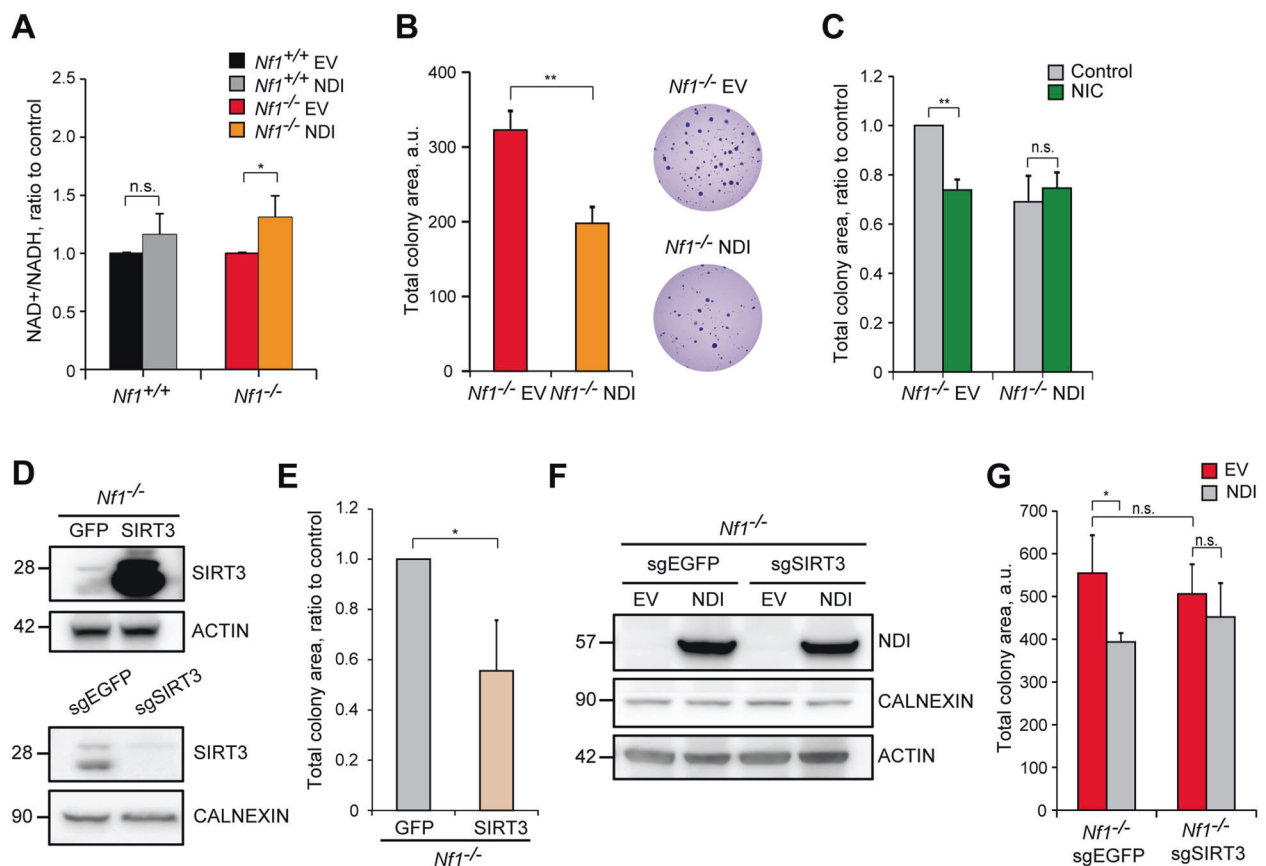 A
Nf1+/+ EV
Nf1+/+ NDI
Nf1-/- EV
Nf1-/- NDI
NAD+/NADH, ratio to control
2.5
2.0
1.5
1.0
0.5
0
n.s.
*
Nf1+/+
Nf1-/-
B
Total colony area, a.u.
400
300
200
100
0
**
Nf1-/- EV
Nf1-/- NDI
Nf1-/- EV
Nf1-/- NDI
C
Control
NIC
Total colony area, ratio to control
1.2
1.0
0.8
0.6
0.4
0.2
0
**
n.s.
Nf1-/- EV
Nf1-/- NDI
D
Nf1-/-
GFP SIRT3
28
SIRT3
42
ACTIN
sgEGFP
sgSIRT3
28
SIRT3
90
CALNEXIN
E
Total colony area, ratio to control
1.2
1.0
0.8
0.6
0.4
0.2
0
*
GFP
SIRT3
Nf1-/-
F
Nf1-/-
sgEGFP
sgSIRT3
EV NDI EV NDI
57
NDI
90
CALNEXIN
42
ACTIN
G
EV
NDI
Total colony area, a.u.
700
600
500
400
300
200
100
0
*
n.s.
n.s.
Nf1-/-
sgEGFP
Nf1-/-
sgSIRT3